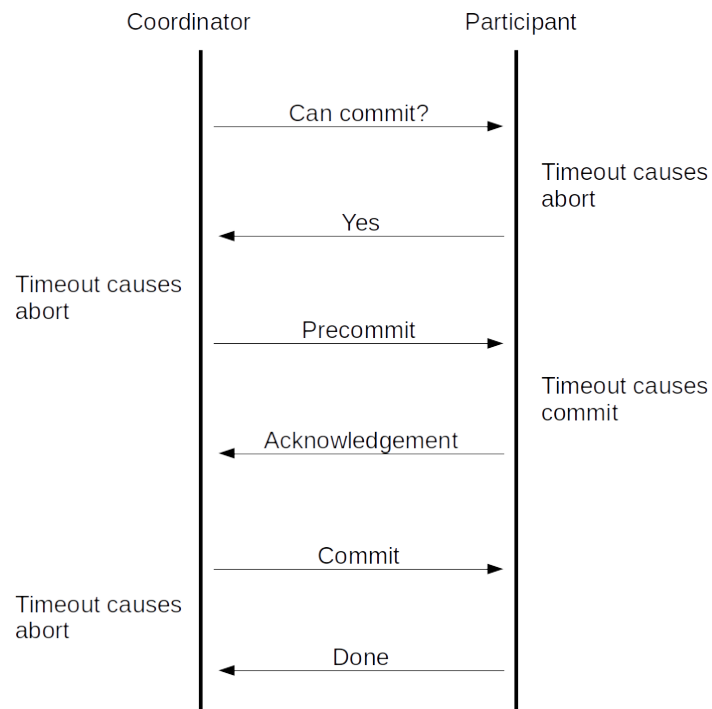 Coordinator
Participant
Can commit?
Timeout causes
abort
Yes
Timeout causes
abort
Precommit
Timeout causes
commit
Acknowledgement
Commit
Timeout causes
abort
Done